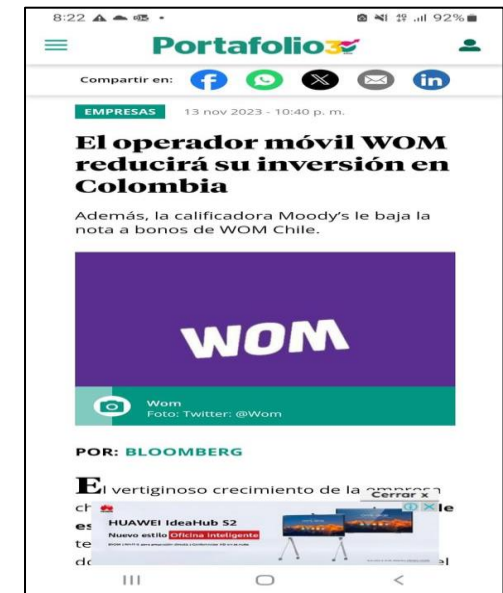 8:22
92%
Portafolio
Compartir en:
EMPRESAS 13 nov 2023 - 10:40 p. m.
El operador móvil WOM
reducirá su inversión en
Colombia
Además, la calificadora Moody's le baja la
nota a bonos de WOM Chile.
WOM
Wom
Foto: Twitter: @Wom
POR: BLOOMBERG
El vertiginoso crecimiento de la empresa
Cerrar x
HUAWEI IdeaHub S2
Nuevo estilo Oficina Inteligente